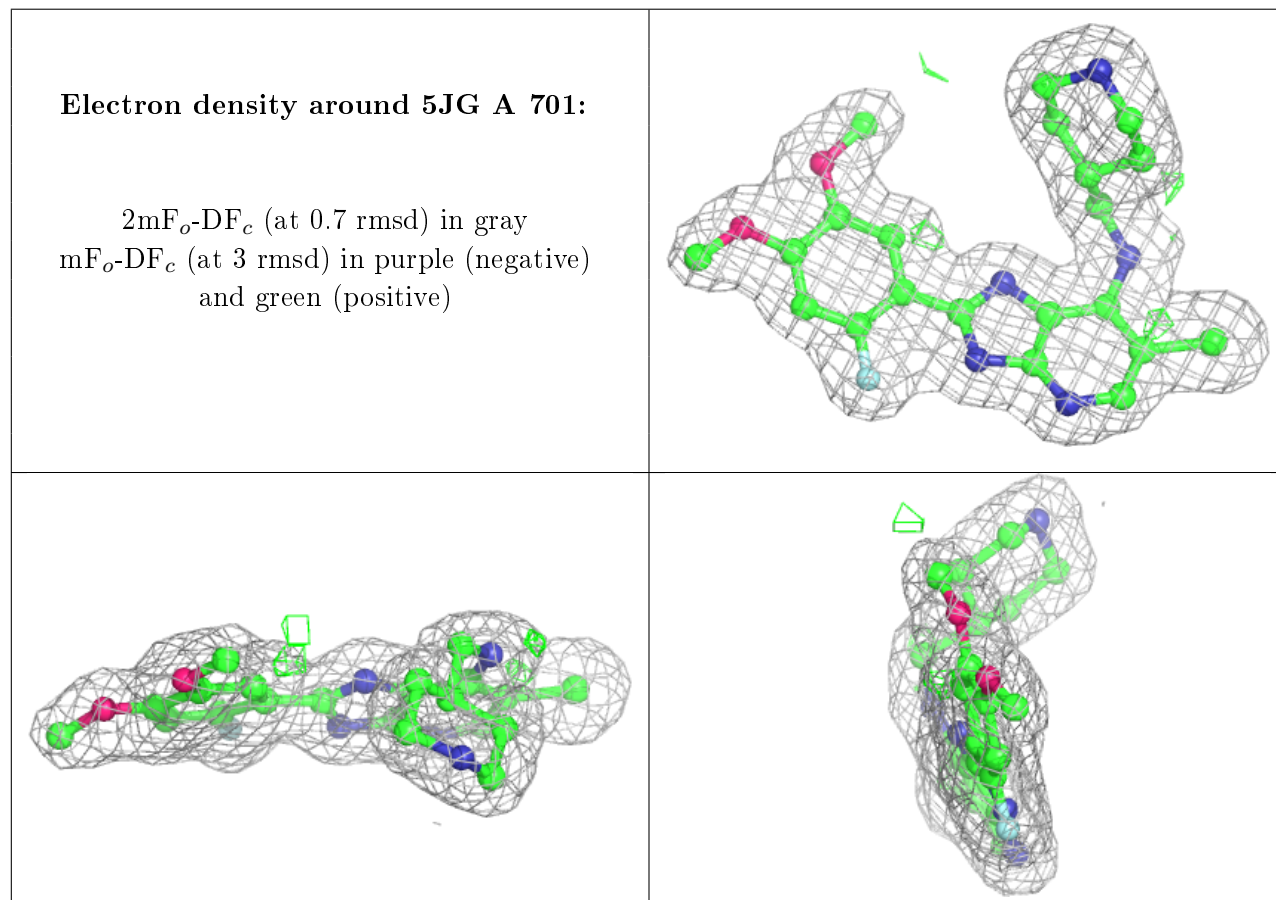 Electron density around 5JG A 701:
2mFo-DFc (at 0.7 rmsd) in gray
mFo-DFc (at 3 rmsd) in purple (negative)
and green (positive)